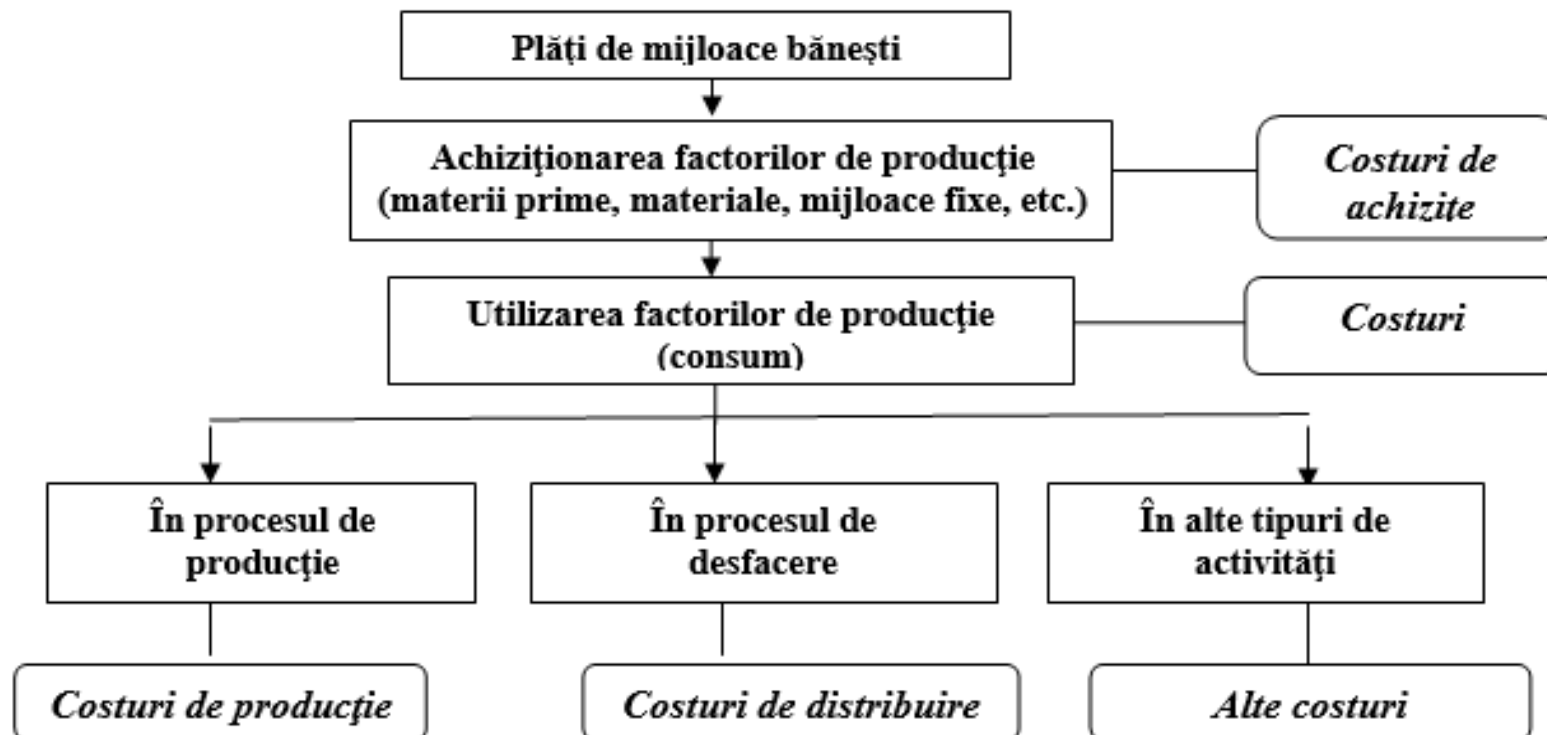 Plăți de mijloace bănești
Achiziţionarea factorilor de producţie
(materii prime, materiale, mijloace fixe, etc.)
Costuri de
achizițe
Utilizarea factorilor de producţie
(consum)
Costuri
În procesul de
producţie
În procesul de
desfacere
În alte tipuri de
activităţi
Costuri de producţie
Costuri de distribuire
Alte costuri